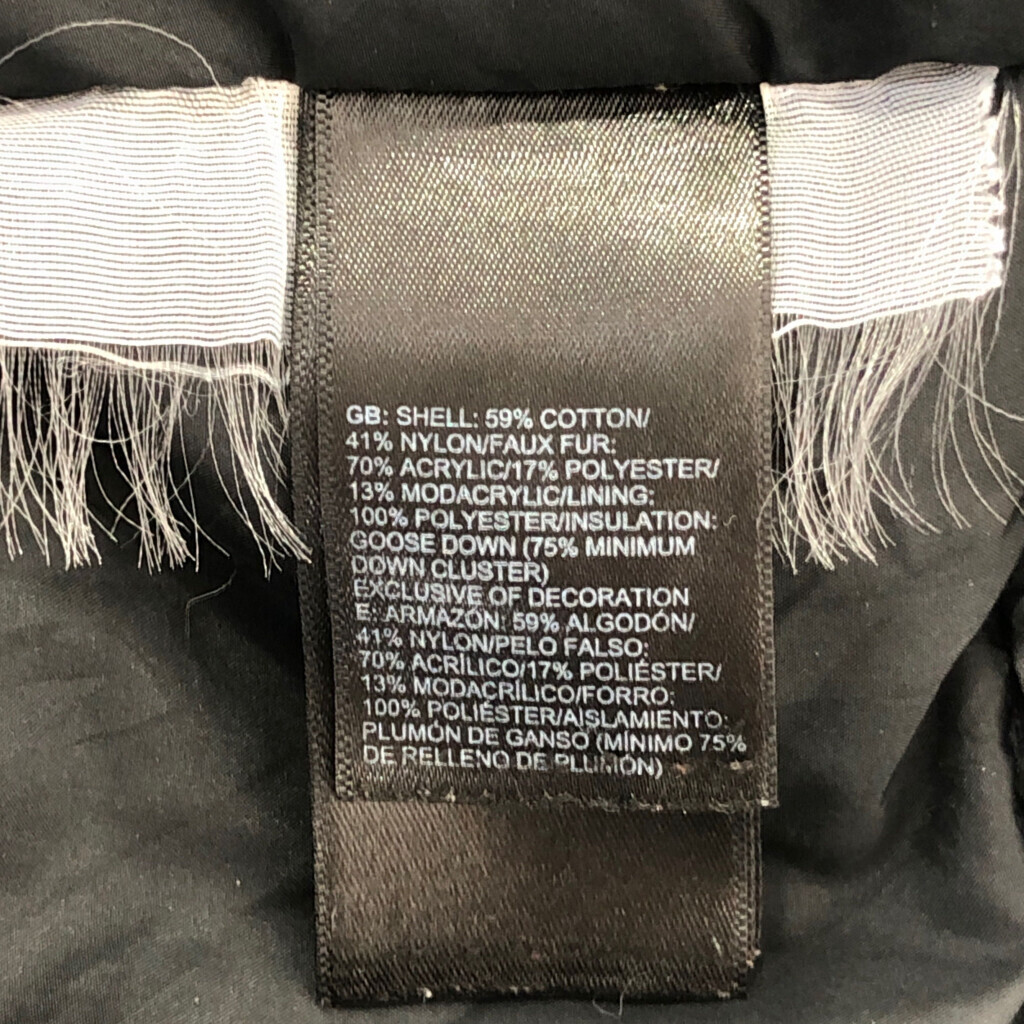 GB: SHELL: 59% COTTON/
41% NYLON/FAUX FUR:
70% ACRYLIC/17% POLYESTER/
13% MODACRYLIC/LINING:
100% POLYESTER/INSULATION:
GOOSE DOWN (75% MINIMUM
DOWN CLUSTER)
EXCLUSIVE OF DECORATION
E: ARMAZÓN: 59% ALGODÓN/
41% NYLON/PELO FALSO:
70% ACRÍLICO/17% POLIÉSTER/
13% MODACRÍLICO/FORRO:
100% POLIÉSTER/AISLAMIENTO:
PLUMÓN DE GANSO (MÍNIMO 75%
DE RELLENO DE PLUMÓN)